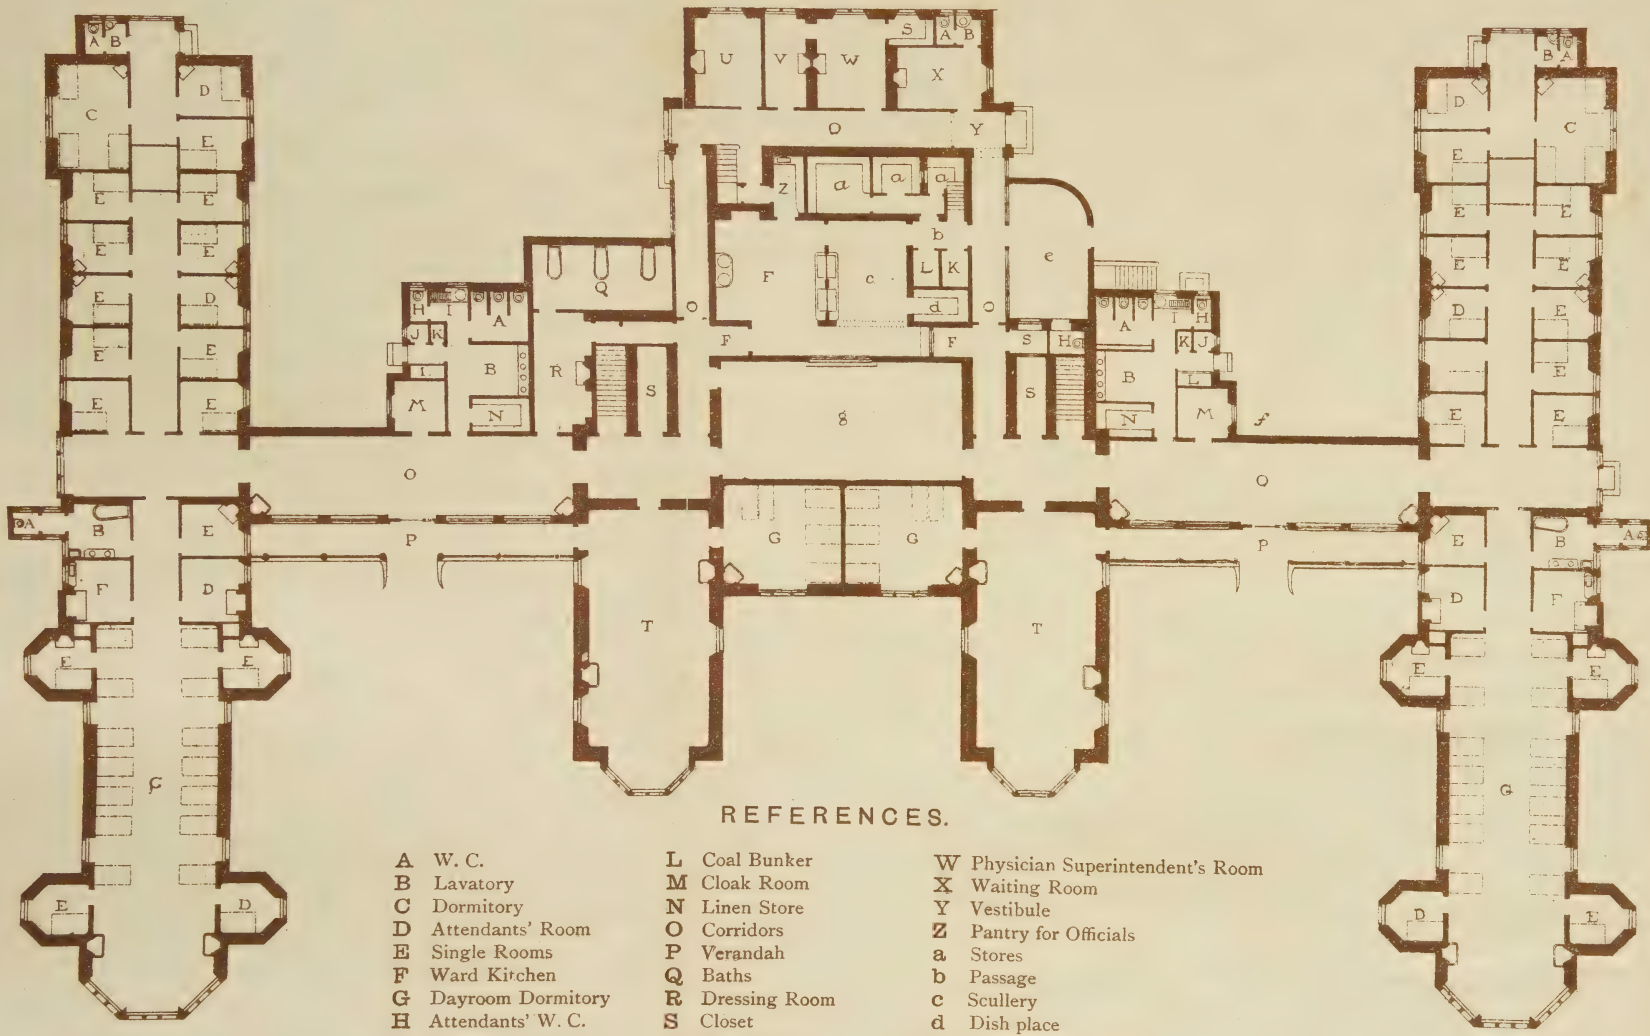 A B A B
U V W S A B X
B A
C D D C
E O Y E
E E Z a a a E E
E E b e E E
F c L K
Q d
E D H I A O O A I H D E
J K F F S H K J
E E L B R S S B L E
M N g N M f
E E E E
O O
A B E P G G P E B A
F D T T D F
E E E E
G G
E D D E
REFERENCES.
A W. C.
B Lavatory
C Dormitory
D Attendants' Room
E Single Rooms
F Ward Kitchen
G Dayroom Dormitory
H Attendants' W. C.
L Coal Bunker
M Cloak Room
N Linen Store
O Corridors
P Verandah
Q Baths
R Dressing Room
S Closet
W Physician Superintendent's Room
X Waiting Room
Y Vestibule
Z Pantry for Officials
a Stores
b Passage
c Scullery
d Dish place